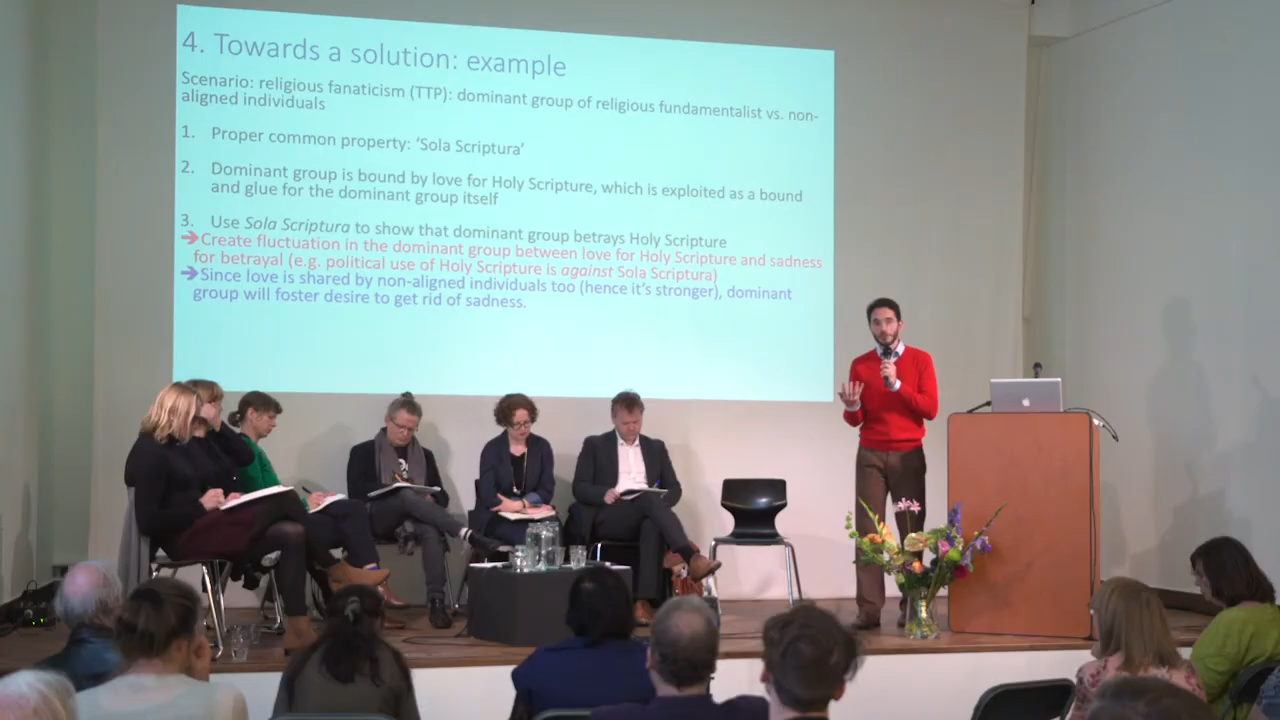 4. Towards a solution: example
Scenario: religious fanaticism (TTP): dominant group of religious fundamentalist vs. non-
aligned individuals
1. Proper common property: ‘Sola Scriptura’
2. Dominant group is bound by love for Holy Scripture, which is exploited as a bound
and glue for the dominant group itself
3. Use Sola Scriptura to show that dominant group betrays Holy Scripture
➔Create fluctuation in the dominant group between love for Holy Scripture and sadness
for betrayal (e.g. political use of Holy Scripture is against Sola Scriptura)
➔Since love is shared by non-aligned individuals too (hence it’s stronger), dominant
group will foster desire to get rid of sadness.